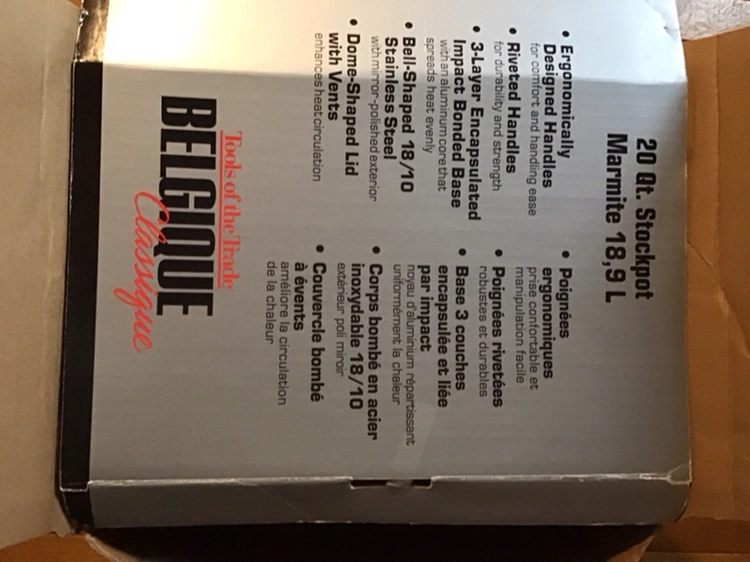 20 Qt. Stockpot
Marmite 18,9 L
• Ergonomically
Designed Handles
for comfort and handling ease
• Riveted Handles
for durability and strength
• 3-Layer Encapsulated
Impact Bonded Base
with an aluminum core that
spreads heat evenly
• Bell-Shaped 18/10
Stainless Steel
with mirror-polished exterior
• Dome-Shaped Lid
with Vents
enhances heat circulation
• Poignées
ergonomiques
prise confortable et
manipulation facile
• Poignées rivetées
robustes et durables
• Base 3 couches
encapsulée et liée
par impact
noyau d'aluminium répartissant
uniformément la chaleur
• Corps bombé en acier
inoxydable 18/10
extérieur poli miroir
• Couvercle bombé
à évents
améliore la circulation
de la chaleur
Tools of the Trade
BELGIQUE
Classique